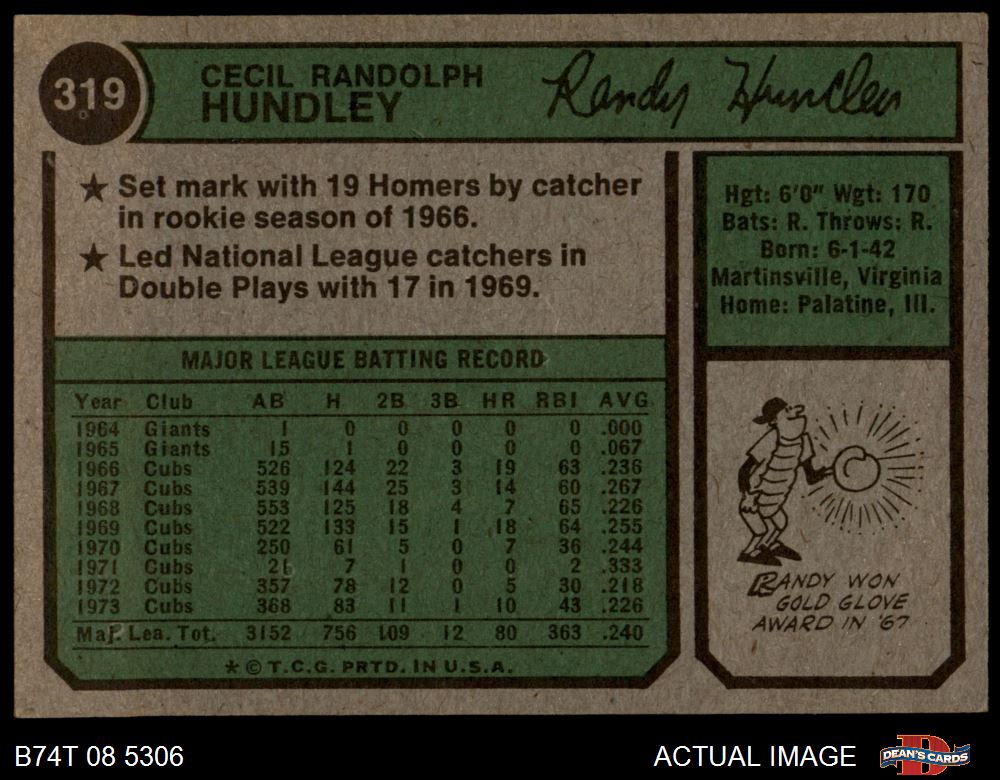 319
CECIL RANDOLPH
HUNDLEY
Randy Hundley
★ Set mark with 19 Homers by catcher
in rookie season of 1966.
★ Led National League catchers in
Double Plays with 17 in 1969.
Hgt: 6'0" Wgt: 170
Bats: R. Throws: R.
Born: 6-1-42
Martinsville, Virginia
Home: Palatine, Ill.
MAJOR LEAGUE BATTING RECORD
Year Club AB H 2B 3B HR RBI AVG
1964 Giants 1 0 0 0 0 0 .000
1965 Giants 15 1 0 0 0 0 .067
1966 Cubs 526 124 22 3 19 63 .236
1967 Cubs 539 144 25 3 14 60 .267
1968 Cubs 553 125 18 4 7 65 .226
1969 Cubs 522 133 15 1 18 64 .255
1970 Cubs 250 61 5 0 7 36 .244
1971 Cubs 21 7 1 0 0 2 .333
1972 Cubs 357 78 12 0 5 30 .218
1973 Cubs 368 83 11 1 10 43 .226
Maj. Lea. Tot. 3152 756 109 12 80 363 .240
* © T.C.G. PRTD. IN U.S.A.
RANDY WON
GOLD GLOVE
AWARD IN '67
B74T 08 5306
ACTUAL IMAGE
DEAN'S CARDS